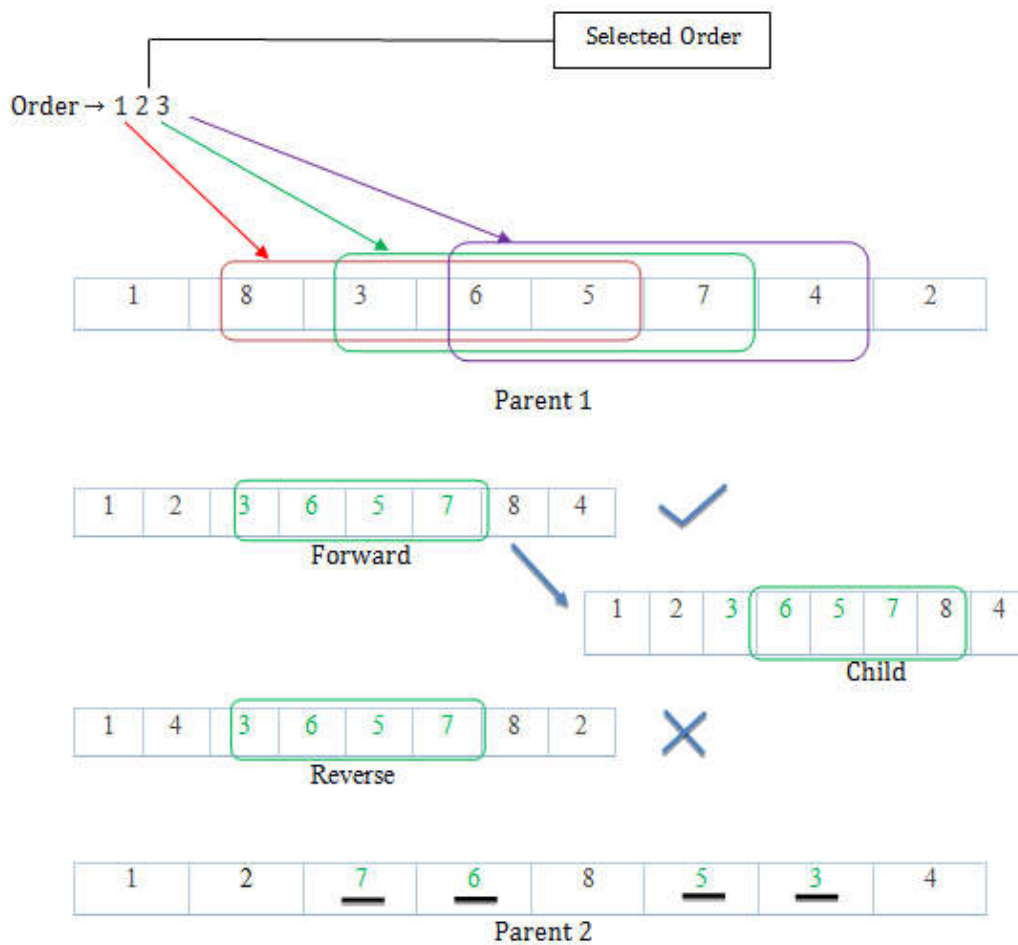 Selected Order
Order → 1 2 3
1 8 3 6 5 7 4 2
Parent 1
1 2 3 6 5 7 8 4
Forward
1 2 3 6 5 7 8 4
Child
1 4 3 6 5 7 8 2
Reverse
1 2 7 6 8 5 3 4
Parent 2